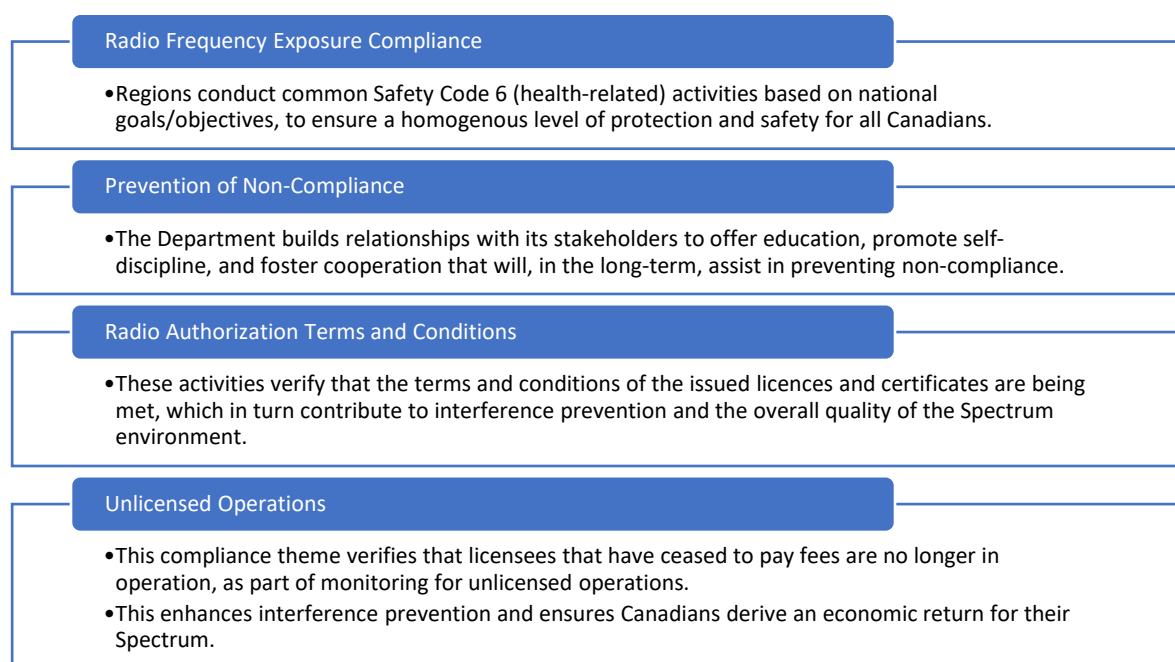 Radio Frequency Exposure Compliance
•Regions conduct common Safety Code 6 (health-related) activities based on national
goals/objectives, to ensure a homogenous level of protection and safety for all Canadians.
Prevention of Non-Compliance
•The Department builds relationships with its stakeholders to offer education, promote self-
discipline, and foster cooperation that will, in the long-term, assist in preventing non-compliance.
Radio Authorization Terms and Conditions
•These activities verify that the terms and conditions of the issued licences and certificates are being
met, which in turn contribute to interference prevention and the overall quality of the Spectrum
environment.
Unlicensed Operations
•This compliance theme verifies that licensees that have ceased to pay fees are no longer in
operation, as part of monitoring for unlicensed operations.
•This enhances interference prevention and ensures Canadians derive an economic return for their
Spectrum.